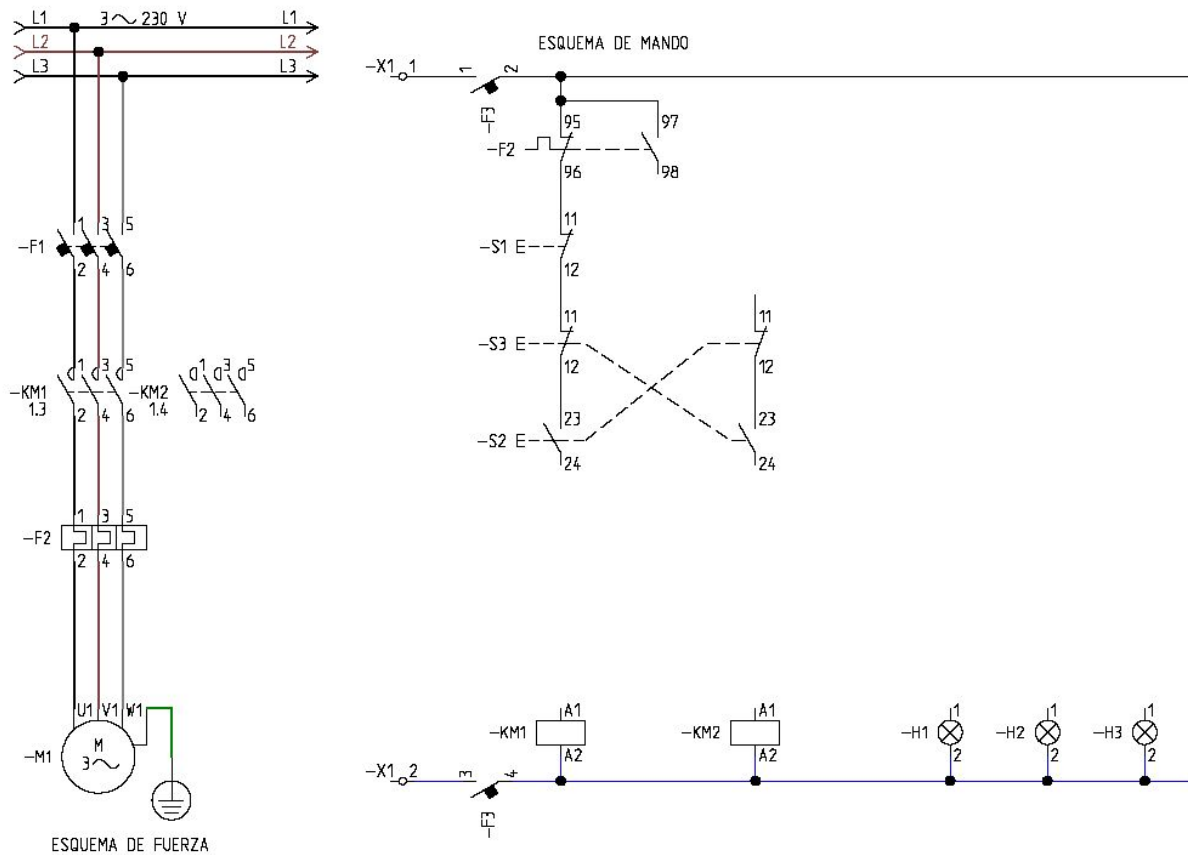 L1 3~ 230 V L1
L2 L2
L3 L3
ESQUEMA DE MANDO
-X1 1 1 2
-F3
95 97
-F2
96 98
1 3 5
-F1
2 4 6
11
-S1 E
12
11 11
-S3 E
12 12
1 3 5 1 3 5
-KM1 -KM2
1.3 1.4
2 4 6 2 4 6
23 23
-S2 E
24 24
1 3 5
-F2
2 4 6
U1 V1 W1
-M1 M
3~
A1 A1 1 1 1
-KM1 -KM2 -H1 -H2 -H3
A2 A2 2 2 2
-X1 2 3 4
-F3
ESQUEMA DE FUERZA